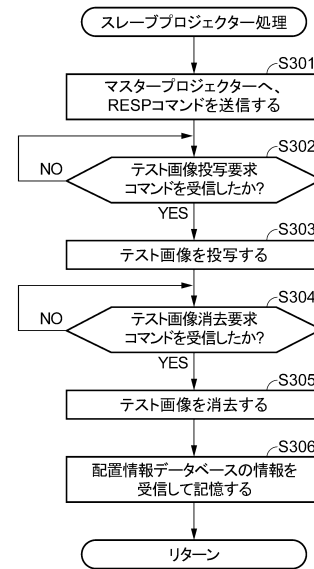 スレーブプロジェクター処理
S301
マスタープロジェクターへ、
RESPコマンドを送信する
S302
テスト画像投写要求
コマンドを受信したか?
NO
YES
S303
テスト画像を投写する
S304
テスト画像消去要求
コマンドを受信したか?
NO
YES
S305
テスト画像を消去する
S306
配置情報データベースの情報を
受信して記憶する
リターン